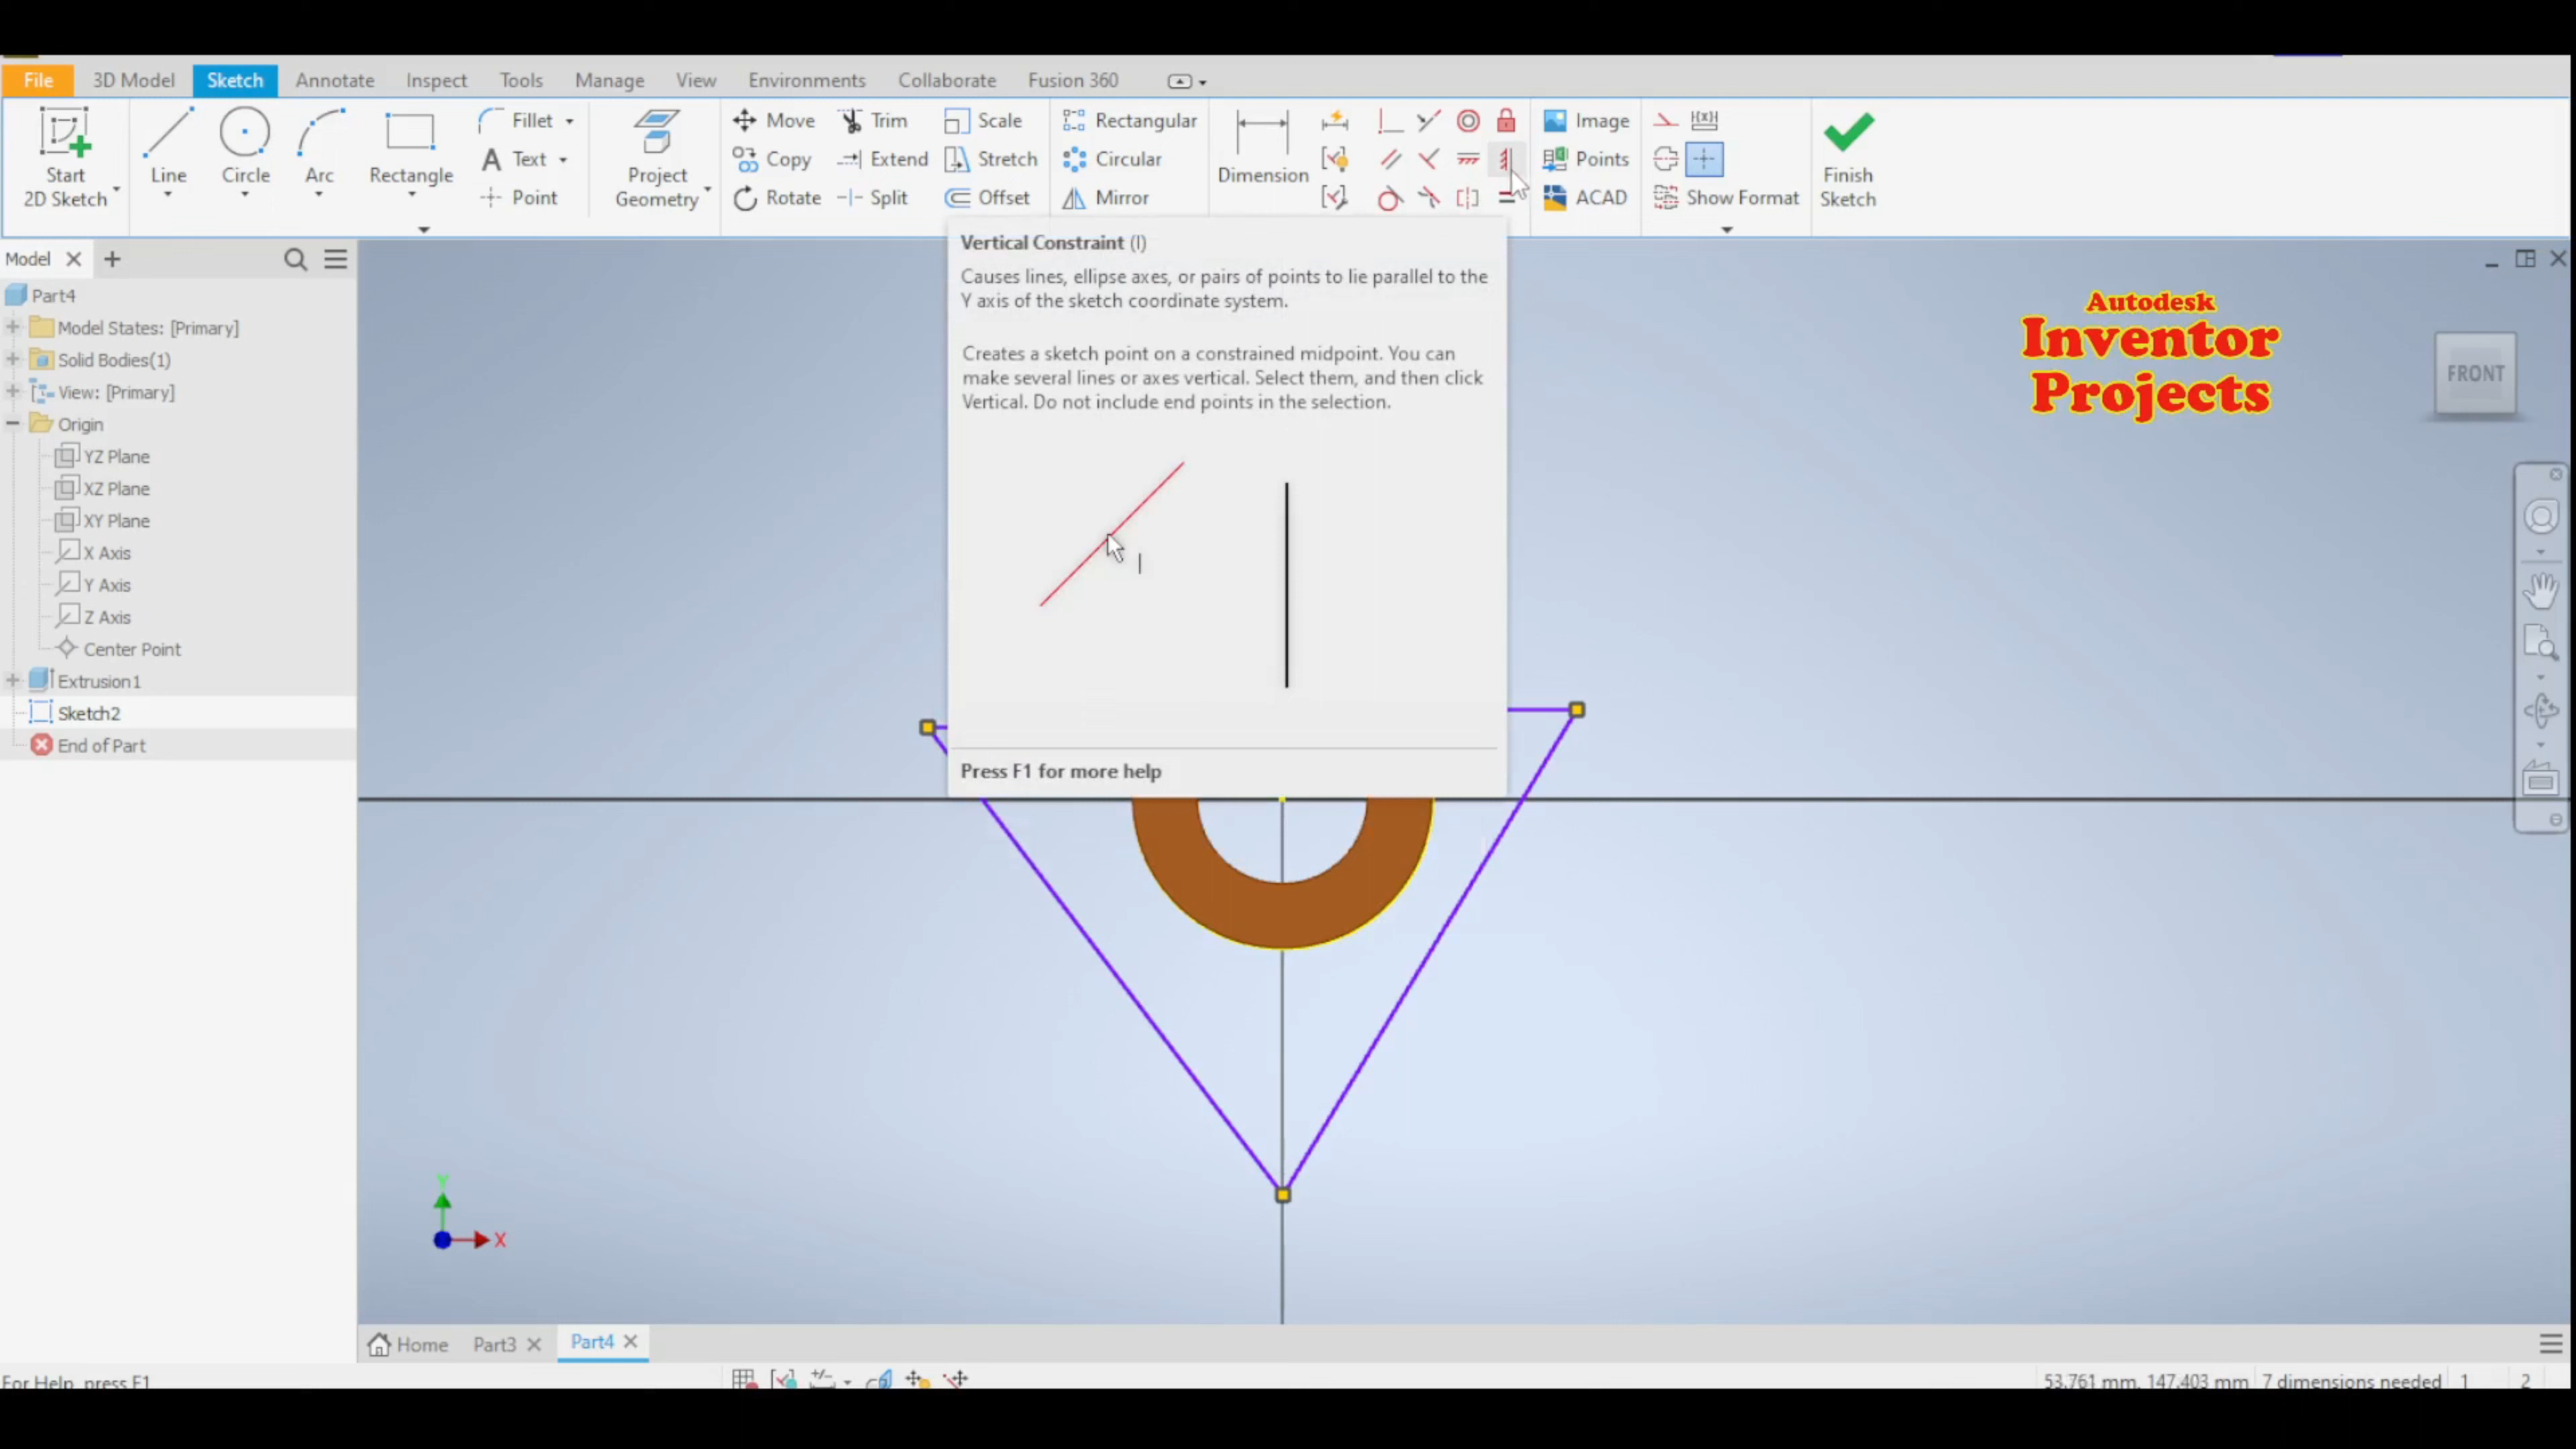 File
3D Model
Sketch
Annotate
Inspect
Tools
Manage
View
Environments
Collaborate
Fusion 360
Start
2D Sketch
Line
Circle
Arc
Rectangle
Fillet
Text
Point
Project
Geometry
Move
Copy
Rotate
Trim
Extend
Split
Scale
Stretch
Offset
Rectangular
Circular
Mirror
Dimension
Image
Points
ACAD
Show Format
Finish
Sketch
Model
Part4
Model States: [Primary]
Solid Bodies(1)
View: [Primary]
Origin
YZ Plane
XZ Plane
XY Plane
X Axis
Y Axis
Z Axis
Center Point
Extrusion1
Sketch2
End of Part
Vertical Constraint (I)
Causes lines, ellipse axes, or pairs of points to lie parallel to the
Y axis of the sketch coordinate system.
Creates a sketch point on a constrained midpoint. You can
make several lines or axes vertical. Select them, and then click
Vertical. Do not include end points in the selection.
Press F1 for more help
Autodesk
Inventor
Projects
FRONT
Y
X
Home
Part3
Part4
For Help, press F1
53.761 mm, 147.403 mm
7 dimensions needed
1
2